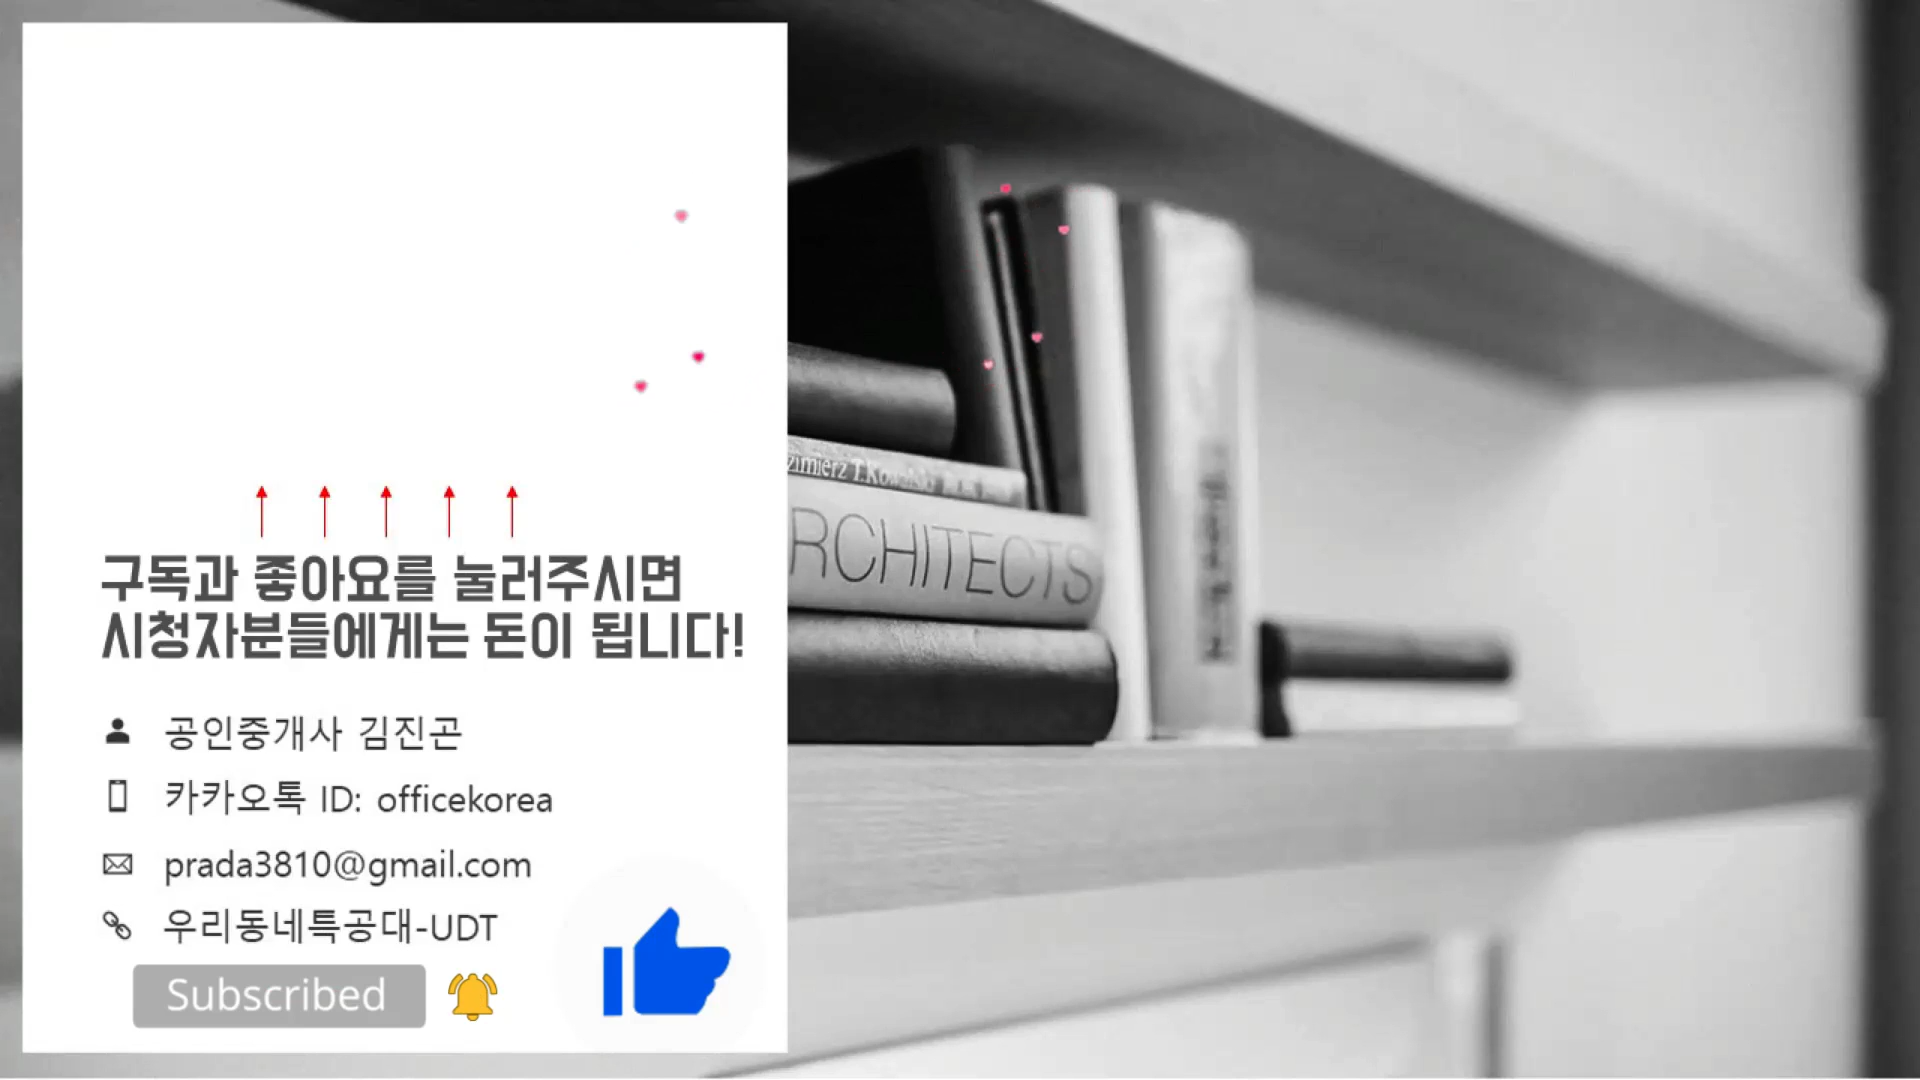 구독과 좋아요를 눌러주시면
시청자분들에게는 돈이 됩니다!
공인중개사 김진곤
카카오톡 ID: officekorea
prada3810@gmail.com
우리동네특공대-UDT
Subscribed
zimierz T.Kowalski
RCHITECTS